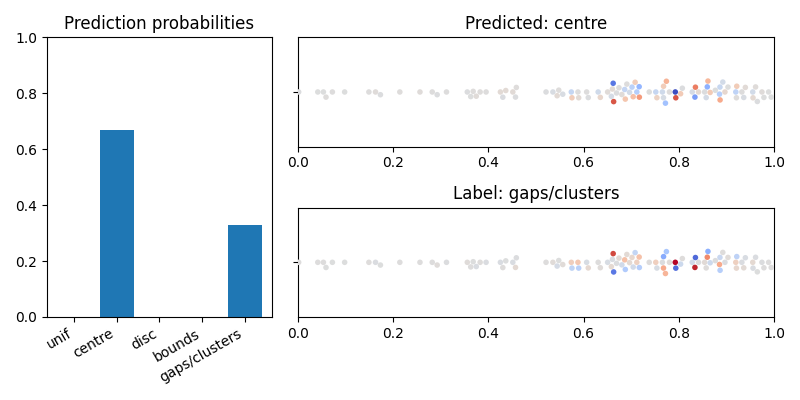 Prediction probabilities
1.0
0.8
0.6
0.4
0.2
0.0
unif
centre
disc
bounds
gaps/clusters
Predicted: centre
0.0 0.2 0.4 0.6 0.8 1.0
Label: gaps/clusters
0.0 0.2 0.4 0.6 0.8 1.0